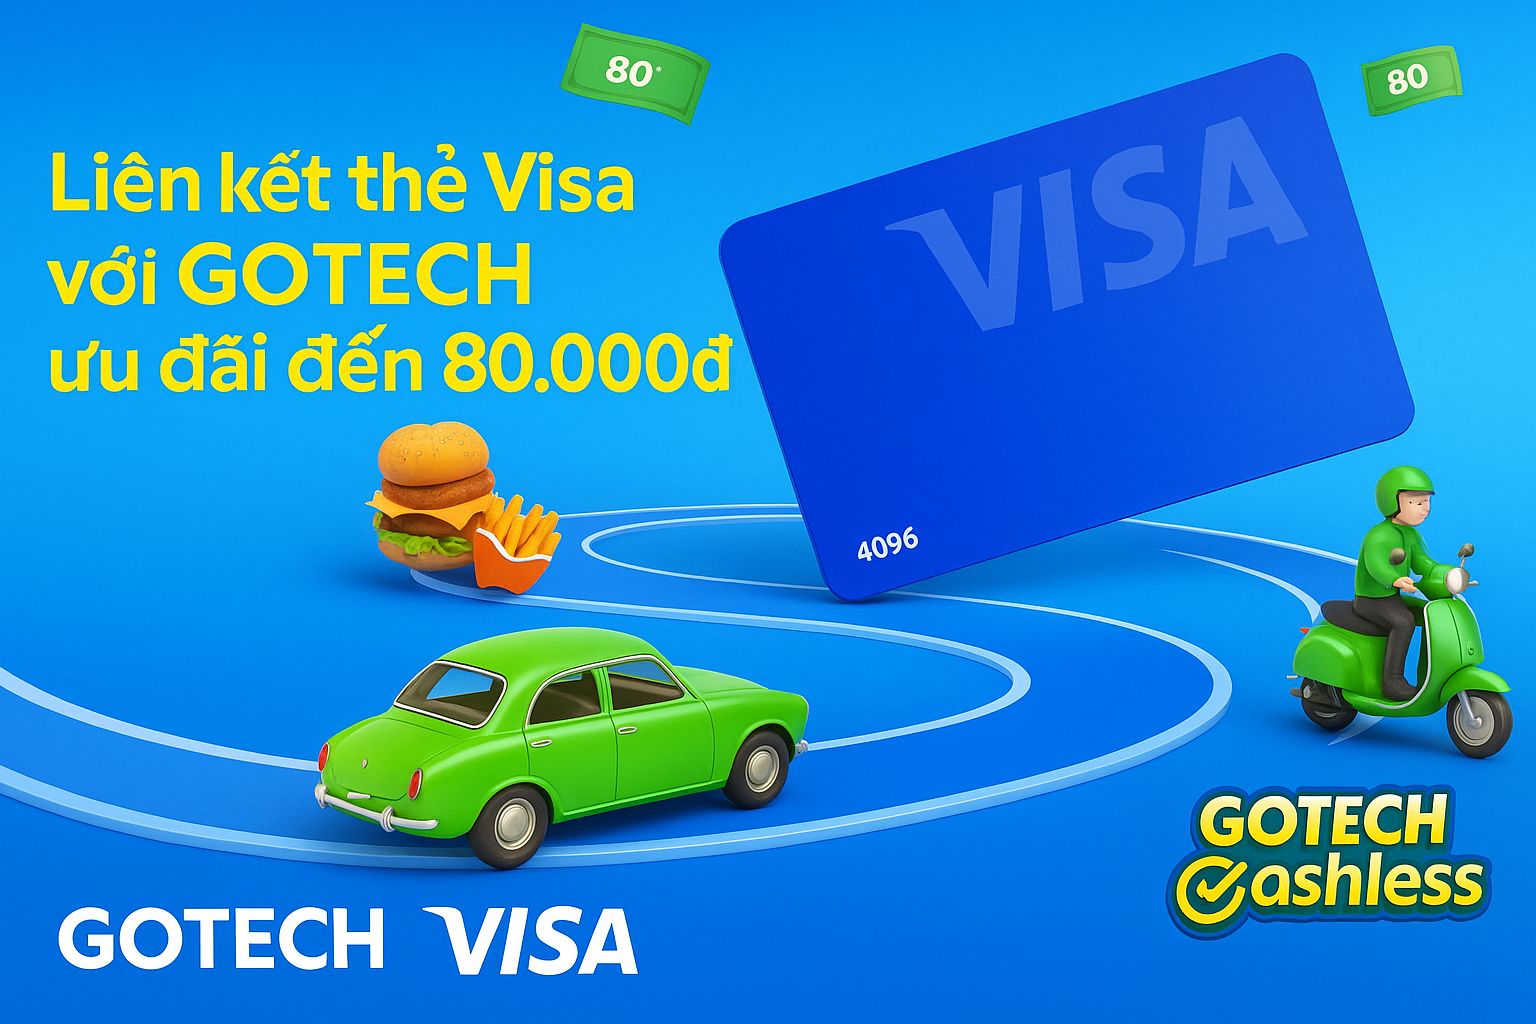 80*
80
VISA
Liên kết thẻ Visa
với GOTECH
ưu đãi đến 80.000đ
4096
GOTECH
Cashless
GOTECH VISA